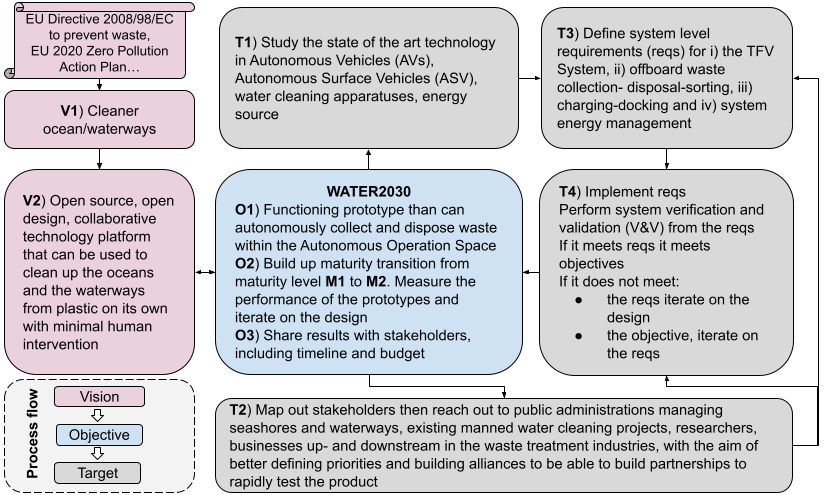 EU Directive 2008/98/EC
to prevent waste,
EU 2020 Zero Pollution
Action Plan…
V1) Cleaner
ocean/waterways
V2) Open source, open
design, collaborative
technology platform
that can be used to
clean up the oceans
and the waterways
from plastic on its own
with minimal human
intervention
Process flow
Vision
Objective
Target
T1) Study the state of the art technology
in Autonomous Vehicles (AVs),
Autonomous Surface Vehicles (ASV),
water cleaning apparatuses, energy
source
WATER2030
O1) Functioning prototype than can
autonomously collect and dispose waste
within the Autonomous Operation Space
O2) Build up maturity transition from
maturity level M1 to M2. Measure the
performance of the prototypes and
iterate on the design
O3) Share results with stakeholders,
including timeline and budget
T3) Define system level
requirements (reqs) for i) the TFV
System, ii) offboard waste
collection- disposal-sorting, iii)
charging-docking and iv) system
energy management
T4) Implement reqs
Perform system verification and
validation (V&V) from the reqs
If it meets reqs it meets
objectives
If it does not meet:
● the reqs iterate on the
design
● the objective, iterate on
the reqs
T2) Map out stakeholders then reach out to public administrations managing
seashores and waterways, existing manned water cleaning projects, researchers,
businesses up- and downstream in the waste treatment industries, with the aim of
better defining priorities and building alliances to be able to build partnerships to
rapidly test the product